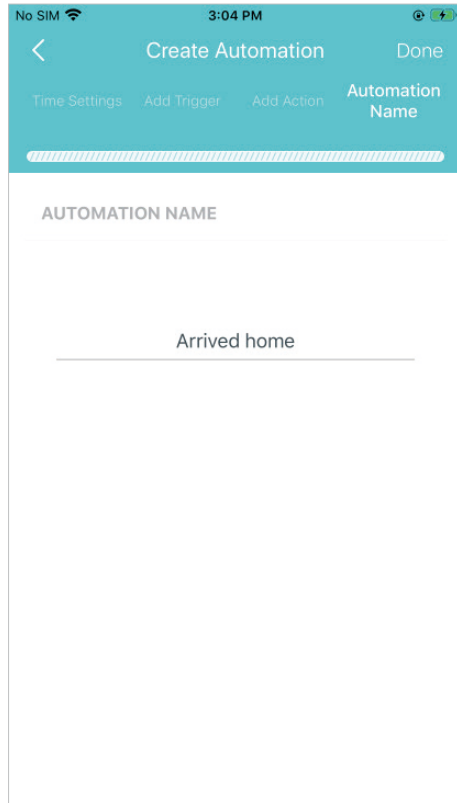 No SIM 3:04 PM
Create Automation Done
Time Settings Add Trigger Add Action Automation
Name
AUTOMATION NAME
Arrived home